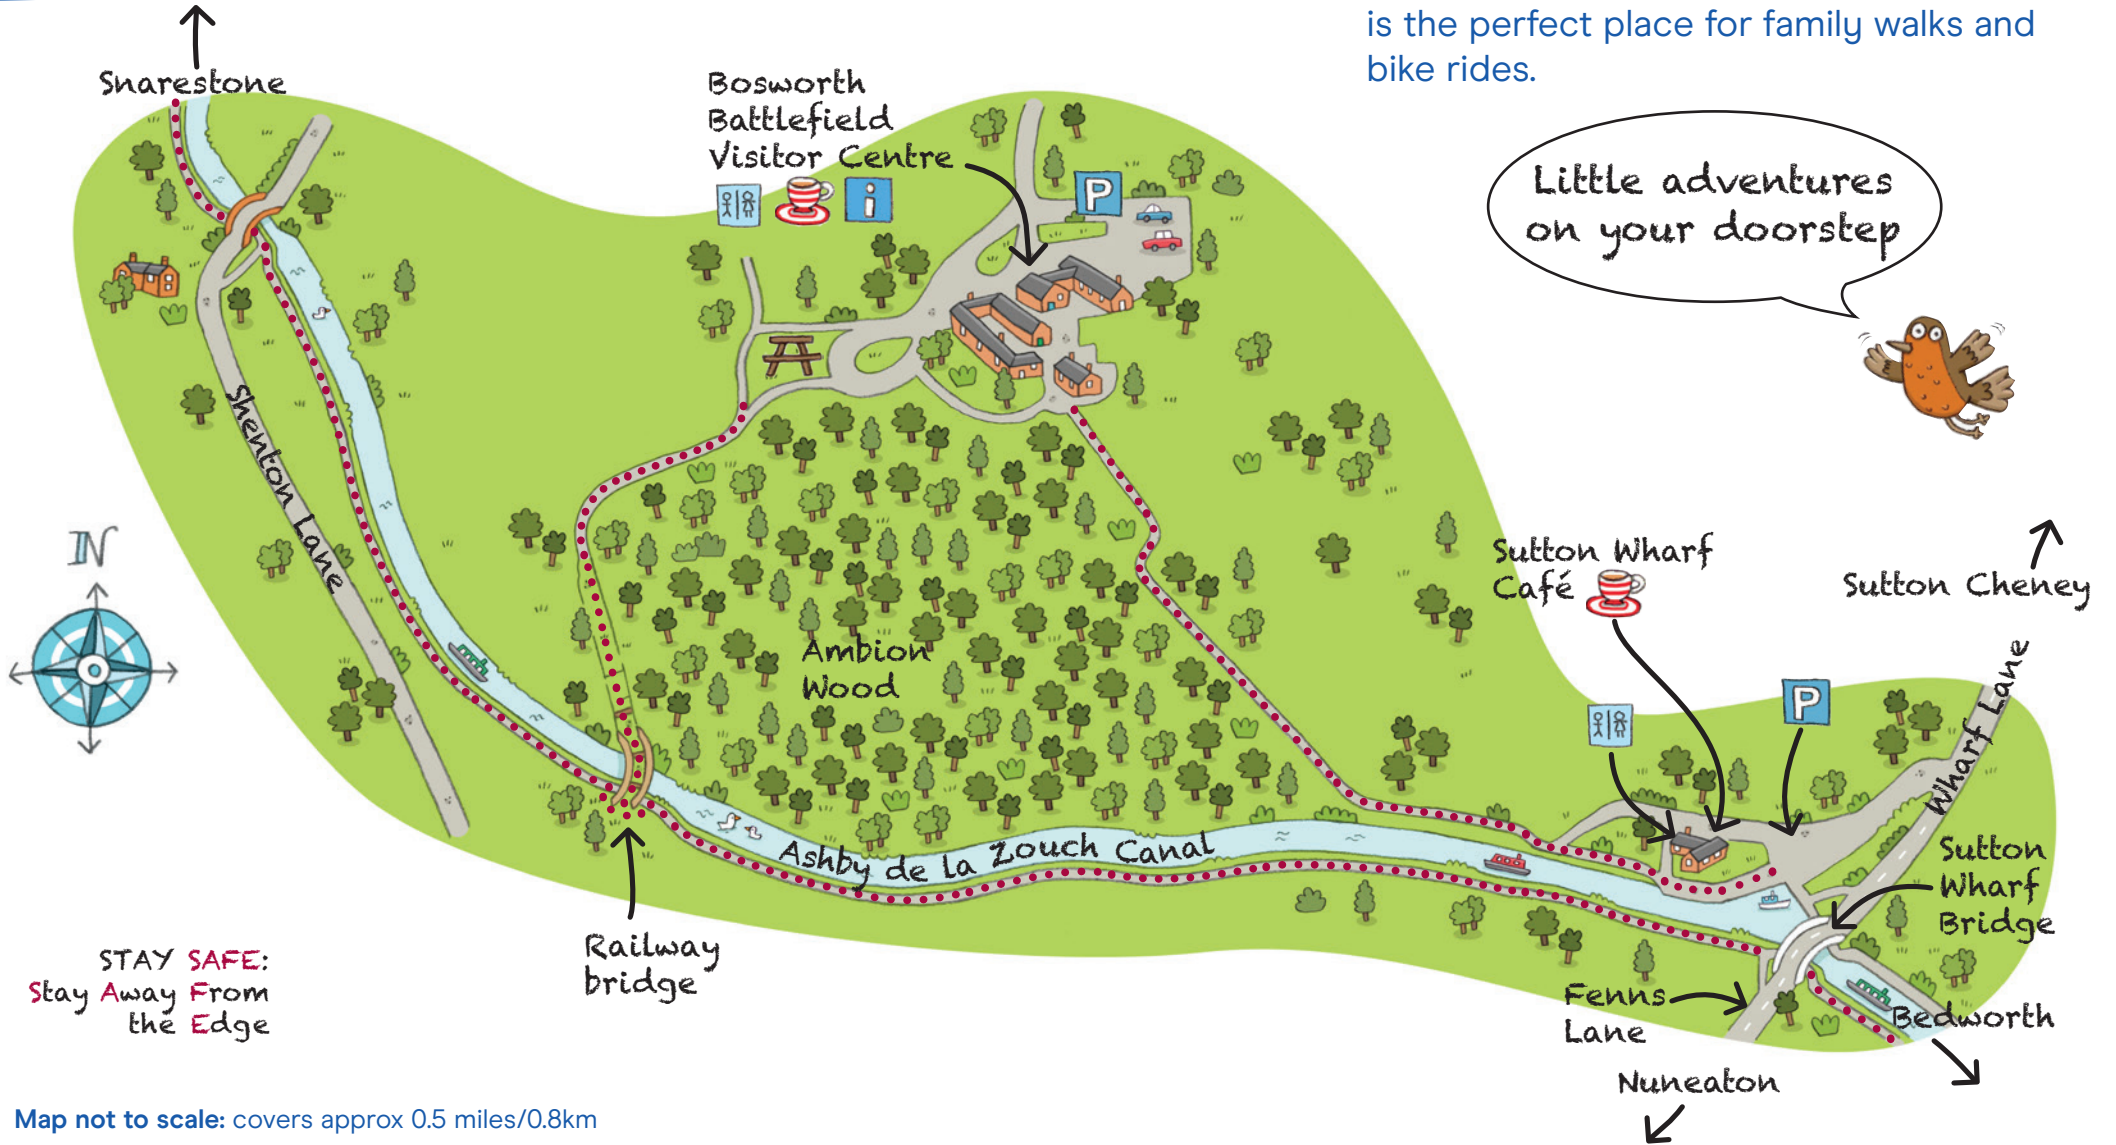 is the perfect place for family walks and
bike rides.
Snarestone
Bosworth
Battlefield
Visitor Centre
i
P
Little adventures
on your doorstep
Shenton Lane
N
Ambion
Wood
Sutton Wharf
Café
Sutton Cheney
P
Wharf Lane
Ashby de la Zouch Canal
Sutton
Wharf
Bridge
Railway
bridge
STAY SAFE:
Stay Away From
the Edge
Fenns
Lane
Bedworth
Nuneaton
Map not to scale: covers approx 0.5 miles/0.8km